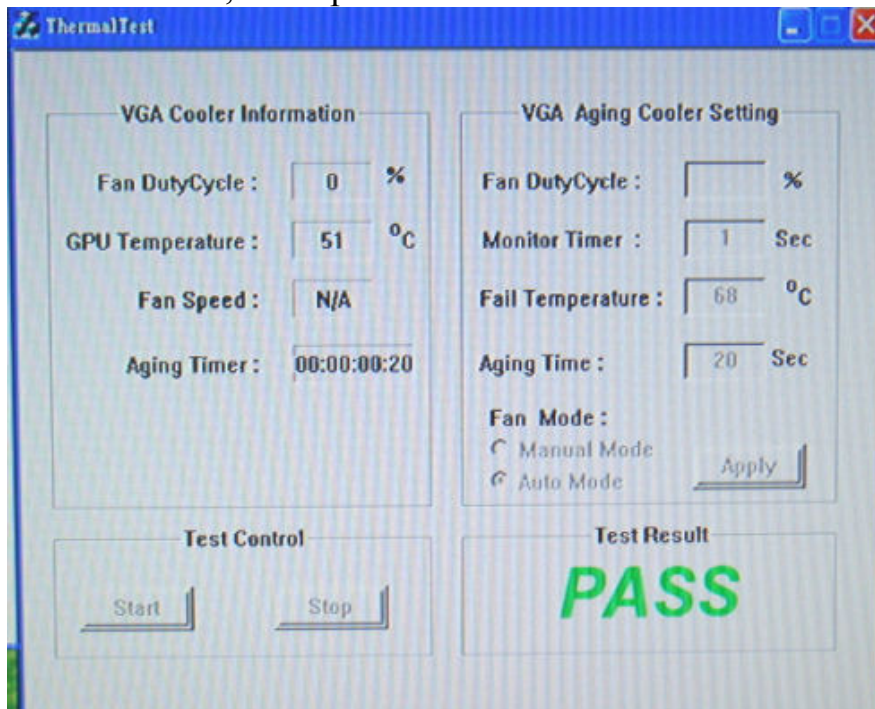 ThermalTest
VGA Cooler Information
Fan DutyCycle : 0 %
GPU Temperature : 51 °C
Fan Speed : N/A
Aging Timer : 00:00:00:20
VGA Aging Cooler Setting
Fan DutyCycle : %
Monitor Timer : 1 Sec
Fail Temperature : 68 °C
Aging Time : 20 Sec
Fan Mode :
Manual Mode
Auto Mode
Apply
Test Control
Start Stop
Test Result
PASS